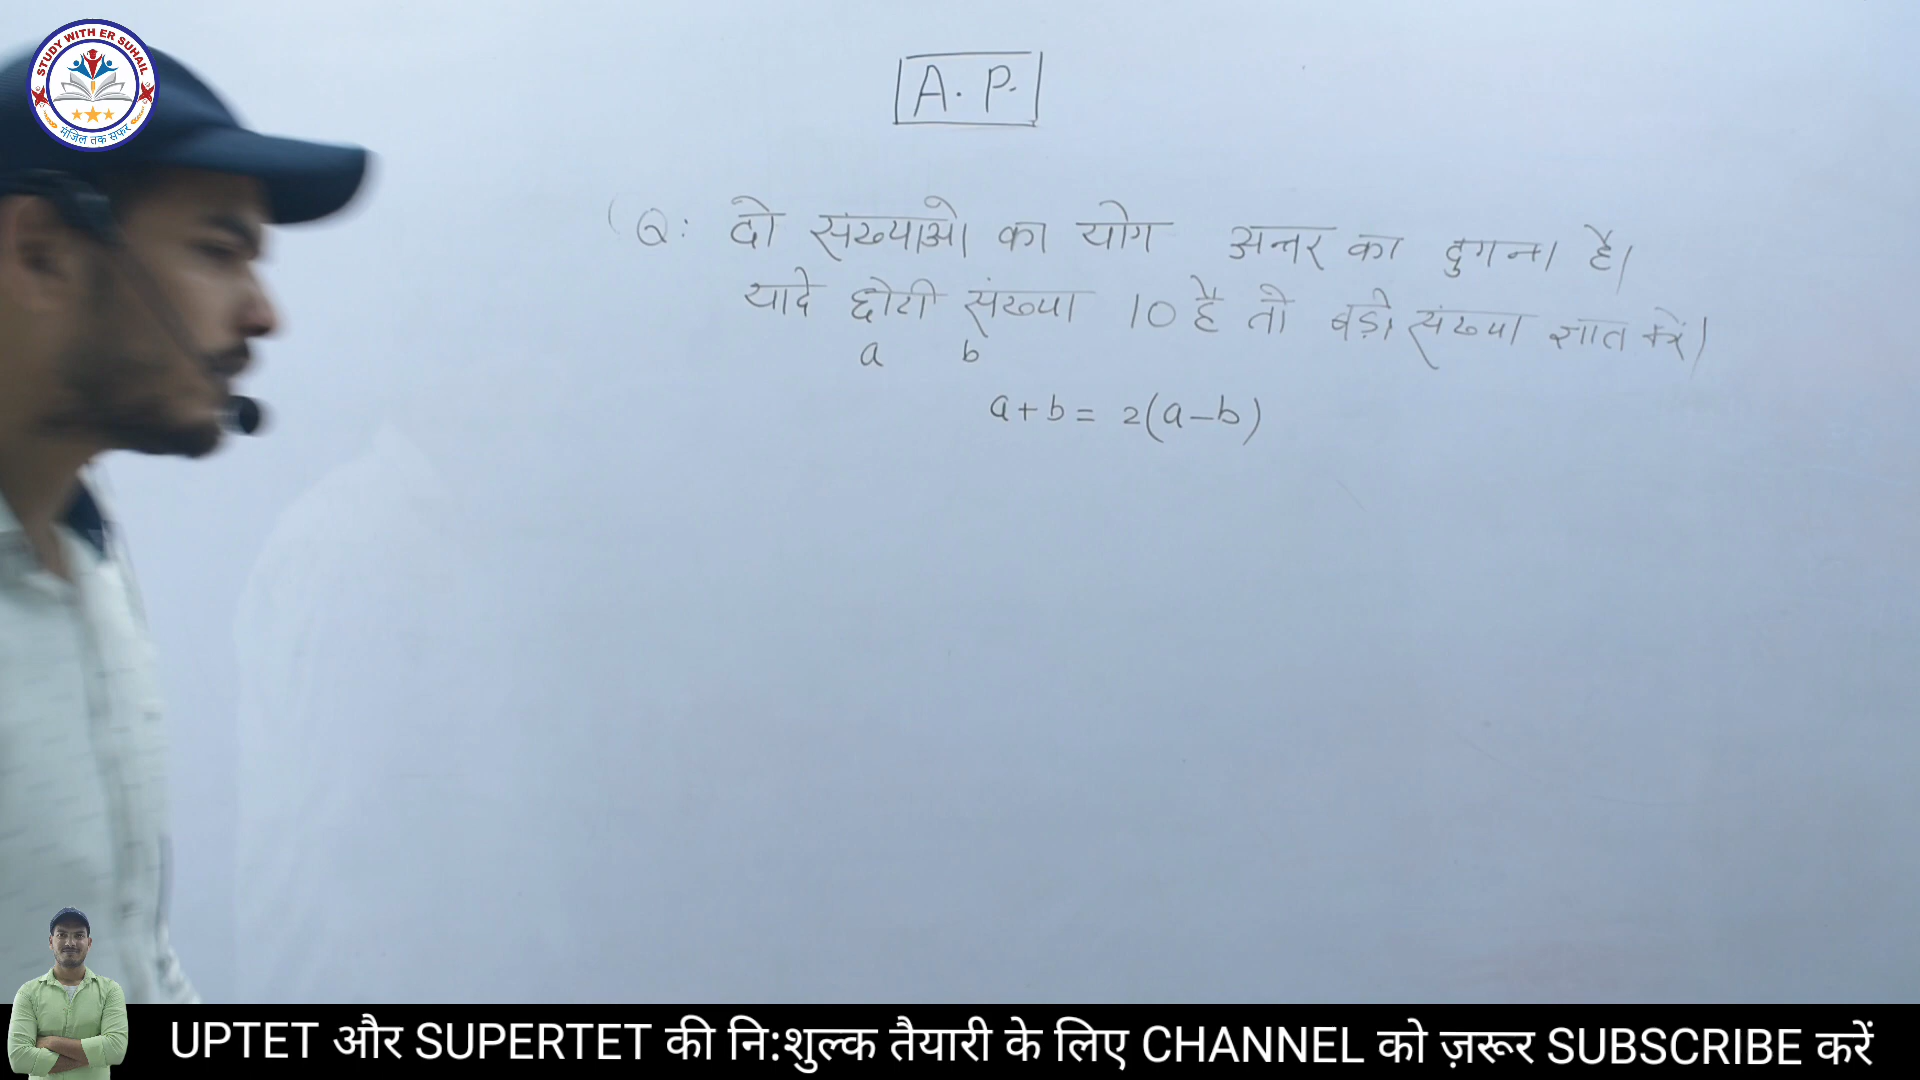 STUDY WITH ER SUHAIL
मंजिल तक सफर
A. P.
Q: दो संख्याओ का योग अन्तर का दुगना है।
यदि छोटी संख्या 10 है तो बड़ी संख्या ज्ञात करें।
a b
a + b = 2(a - b)
UPTET और SUPERTET की नि:शुल्क तैयारी के लिए CHANNEL को ज़रूर SUBSCRIBE करें